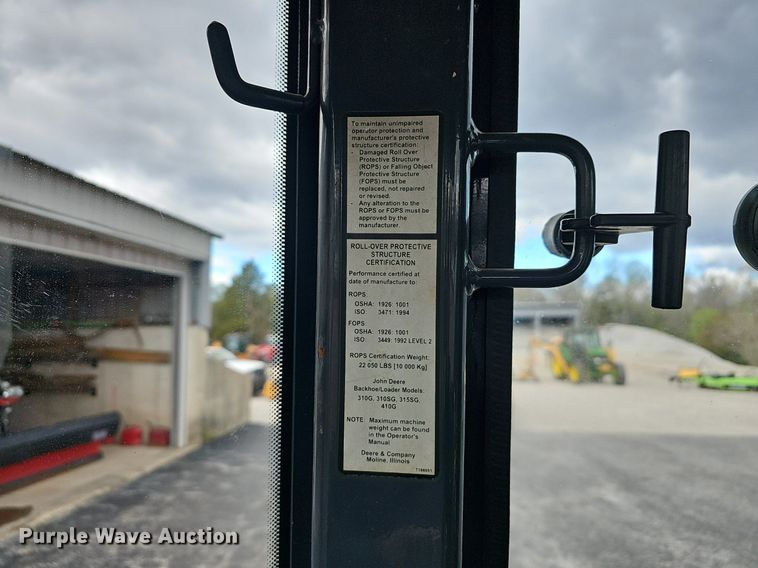 To maintain unimpaired
operator protection and
manufacturer's protective
structure certification:
- Damaged Roll Over
Protective Structure
(ROPS) or Falling Object
Protective Structure
(FOPS) must be
replaced, not repaired
or revised.
- Any alteration to the
ROPS or FOPS must be
approved by the
manufacturer.
ROLL-OVER PROTECTIVE
STRUCTURE
CERTIFICATION
Performance certified at
date of manufacture to:
ROPS
OSHA: 1926: 1001
ISO 3471: 1994
FOPS
OSHA: 1926: 1001
ISO 3449: 1992 LEVEL 2
ROPS Certification Weight:
22 050 LBS [10 000 Kg]
John Deere
Backhoe/Loader Models:
310G, 310SG, 315SG,
410G
NOTE: Maximum machine
weight can be found
in the Operator's
Manual
Deere & Company
Moline, Illinois
Purple Wave Auction